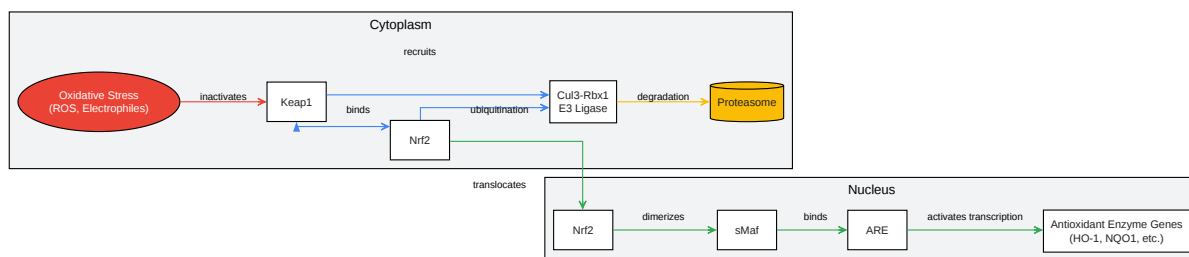 Cytoplasm
recruits
Oxidative Stress
(ROS, Electrophiles)
inactivates
Keap1
binds
Nrf2
ubiquitination
Cul3-Rbx1
E3 Ligase
degradation
Proteasome
translocates
Nucleus
Nrf2
dimerizes
sMaf
binds
ARE
activates transcription
Antioxidant Enzyme Genes
(HO-1, NQO1, etc.)